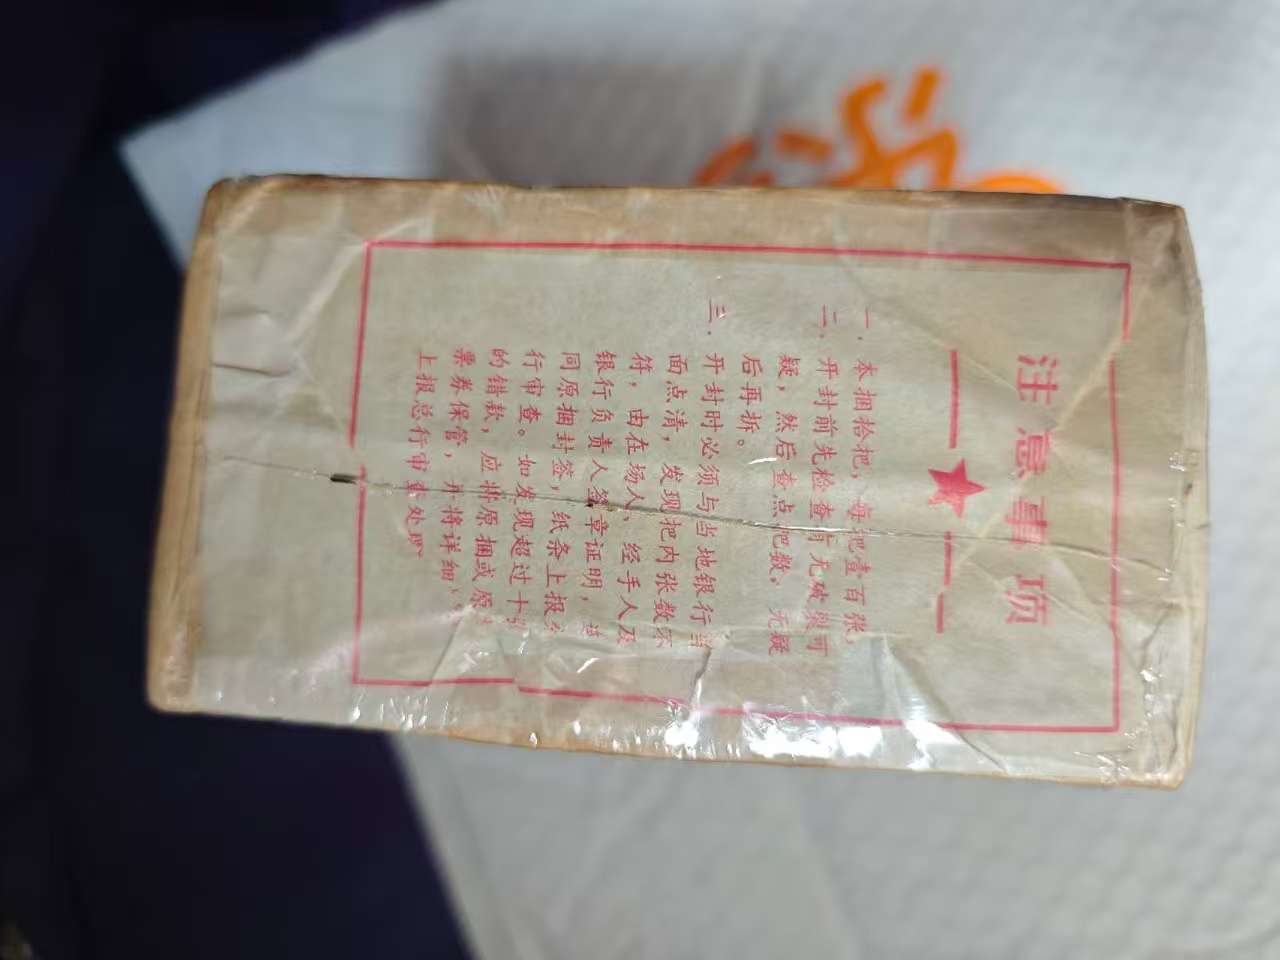 注意事项
一. 本捆拾把，每把壹百张，
二. 开封前先检查有无破裂可
疑，然后查点把数，无疑
后再拆。
三. 开封时必须与当地银行当
面点清，发现把内张数不
符，由在场人、经手人及
银行负责人签章证明，连
同原捆封签，纸条上报
行审查。如发现超过十
的错款，应将原捆或原
票券保管，并将详细
上报总行审查处